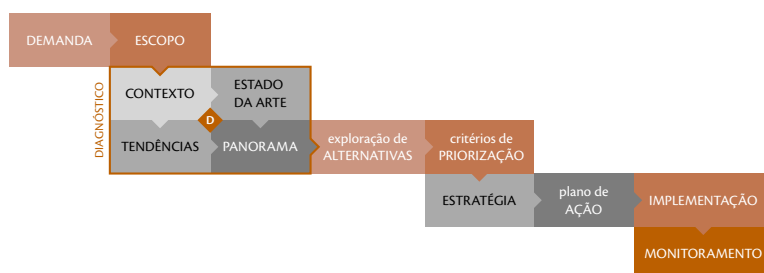 DEMANDA
ESCOPO
DIAGNÓSTICO
CONTEXTO
ESTADO
DA ARTE
D
TENDÊNCIAS
PANORAMA
exploração de
ALTERNATIVAS
critérios de
PRIORIZAÇÃO
ESTRATÉGIA
plano de
AÇÃO
IMPLEMENTAÇÃO
MONITORAMENTO